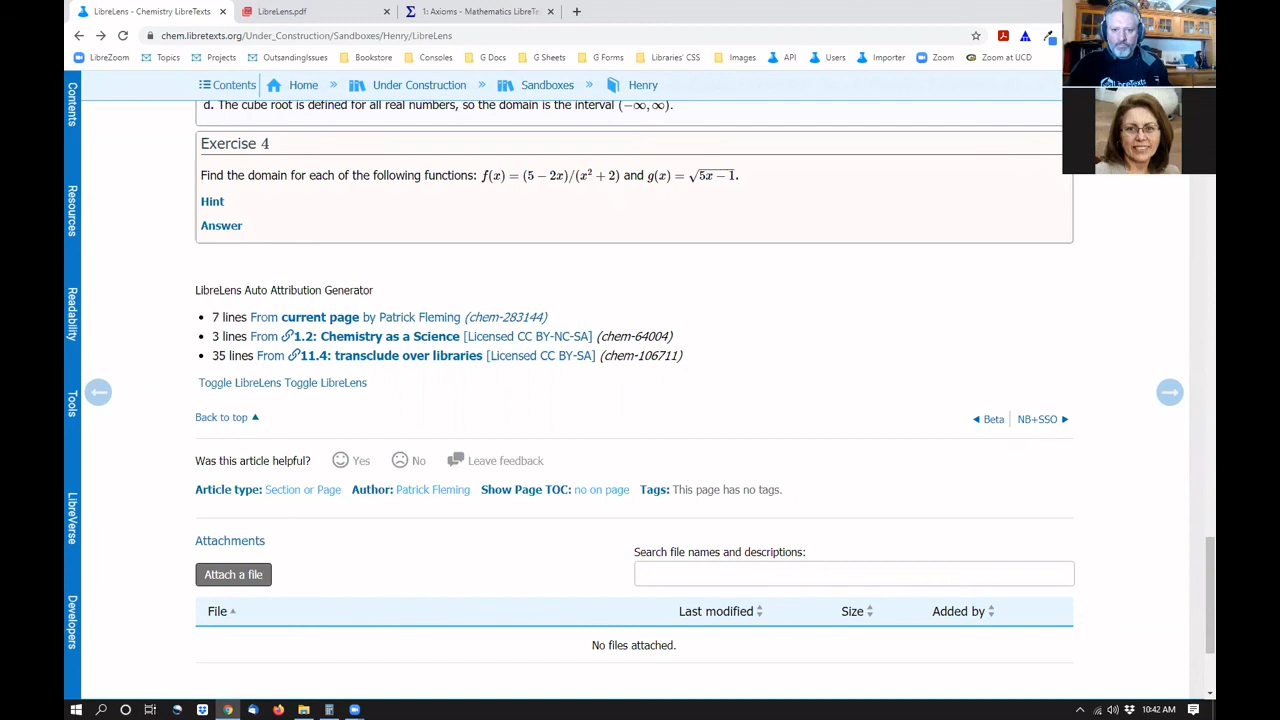 LibreLens - Chemistry LibreTexts
LibreLens.pdf
1: Axioms - Mathematics LibreTe
chem.libretexts.org/Under_Construction/Sandboxes/Henry/LibreLens
LibreZoom Topics Projects OutsandingIssues Bookstore Consoles G Docs G Sheets G Forms Libraries' CSS Images API Users Importer Zoom Zoom at UCD
Contents Home » Under Construction » Sandboxes » Henry
Contents
Resources
Readability
Tools
LibreVerse
Developers
d. The cube root is defined for all real numbers, so the domain is the interval (−∞, ∞).
Exercise 4
Find the domain for each of the following functions: f(x) = (5 − 2x)/(x² + 2) and g(x) = √5x − 1.
Hint
Answer
LibreLens Auto Attribution Generator
• 7 lines From current page by Patrick Fleming (chem-283144)
• 3 lines From 1.2: Chemistry as a Science [Licensed CC BY-NC-SA] (chem-64004)
• 35 lines From 11.4: transclude over libraries [Licensed CC BY-SA] (chem-106711)
Toggle LibreLens Toggle LibreLens
Back to top ▲
◄ Beta | NB+SSO ►
Was this article helpful? Yes No Leave feedback
Article type: Section or Page Author: Patrick Fleming Show Page TOC: no on page Tags: This page has no tags.
Attachments
Attach a file
Search file names and descriptions:
File Last modified Size Added by
No files attached.
10:42 AM